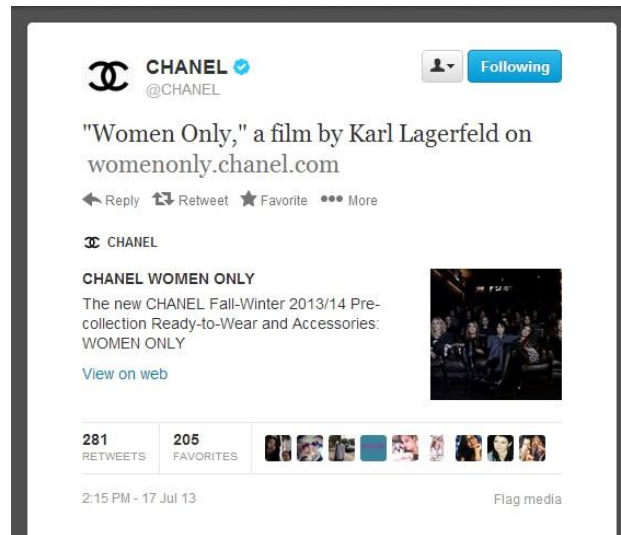 CHANEL
@CHANEL
Following
"Women Only," a film by Karl Lagerfeld on
womenonly.chanel.com
Reply Retweet Favorite More
CHANEL
CHANEL WOMEN ONLY
The new CHANEL Fall-Winter 2013/14 Pre-
collection Ready-to-Wear and Accessories:
WOMEN ONLY
View on web
281 205
RETWEETS FAVORITES
2:15 PM - 17 Jul 13 Flag media